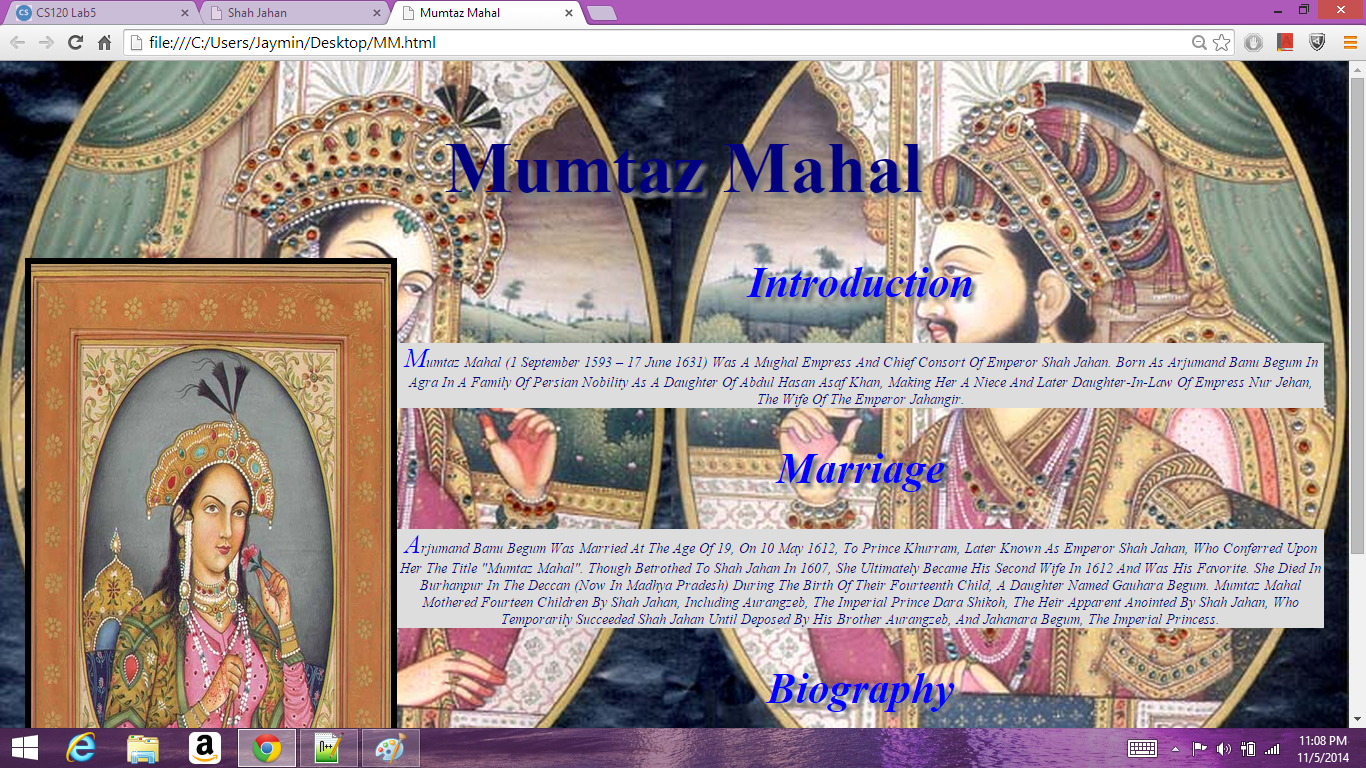 CS CS120 Lab5
Shah Jahan
Mumtaz Mahal
file:///C:/Users/Jaymin/Desktop/MM.html
Mumtaz Mahal
Introduction
Mumtaz Mahal (1 September 1593 – 17 June 1631) Was A Mughal Empress And Chief Consort Of Emperor Shah Jahan. Born As Arjumand Banu Begum In
Agra In A Family Of Persian Nobility As A Daughter Of Abdul Hasan Asaf Khan, Making Her A Niece And Later Daughter-In-Law Of Empress Nur Jehan,
The Wife Of The Emperor Jahangir.
Marriage
Arjumand Banu Begum Was Married At The Age Of 19, On 10 May 1612, To Prince Khurram, Later Known As Emperor Shah Jahan, Who Conferred Upon
Her The Title "Mumtaz Mahal". Though Betrothed To Shah Jahan In 1607, She Ultimately Became His Second Wife In 1612 And Was His Favorite. She Died In
Burhanpur In The Deccan (Now In Madhya Pradesh) During The Birth Of Their Fourteenth Child, A Daughter Named Gauhara Begum. Mumtaz Mahal
Mothered Fourteen Children By Shah Jahan, Including Aurangzeb, The Imperial Prince Dara Shikoh, The Heir Apparent Anointed By Shah Jahan, Who
Temporarily Succeeded Shah Jahan Until Deposed By His Brother Aurangzeb, And Jahanara Begum, The Imperial Princess.
Biography
11:08 PM
11/5/2014